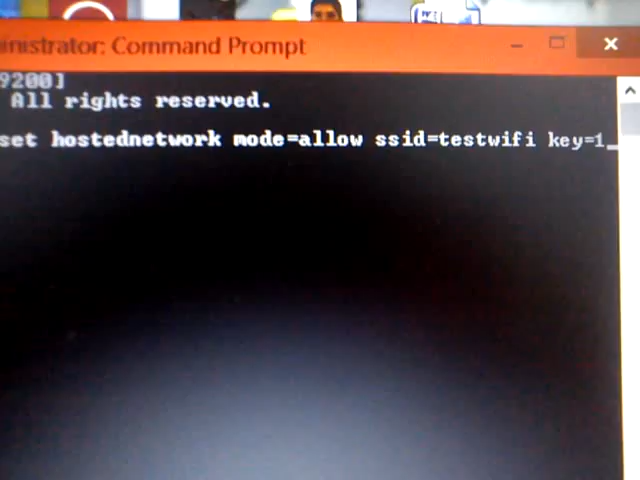 inistrator: Command Prompt
9200]
All rights reserved.
set hostednetwork mode=allow ssid=testwifi key=1_